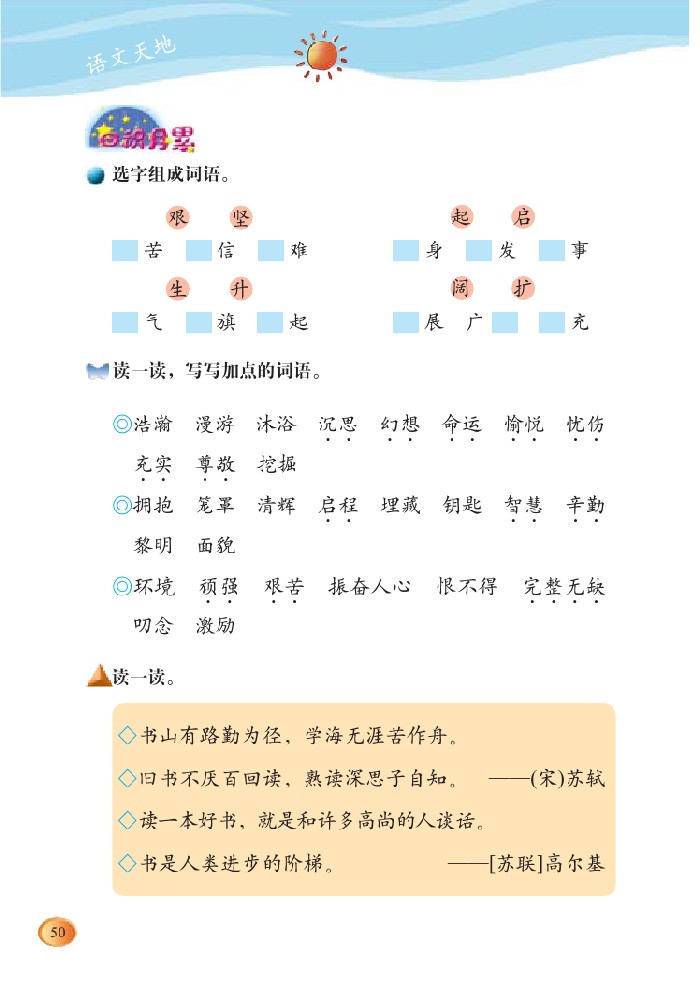 语文天地
日积月累
选字组成词语。
艰 坚 起 启
苦 信 难 身 发 事
生 升 阔 扩
气 旗 起 展 广 充
读一读，写写加点的词语。
◎浩瀚 漫游 沐浴 沉思 幻想 命运 愉悦 忧伤
充实 尊敬 挖掘
◎拥抱 笼罩 清辉 启程 埋藏 钥匙 智慧 辛勤
黎明 面貌
◎环境 顽强 艰苦 振奋人心 恨不得 完整无缺
叨念 激励
读一读。
◇书山有路勤为径，学海无涯苦作舟。
◇旧书不厌百回读，熟读深思子自知。 ——(宋)苏轼
◇读一本好书，就是和许多高尚的人谈话。
◇书是人类进步的阶梯。 ——[苏联]高尔基
50